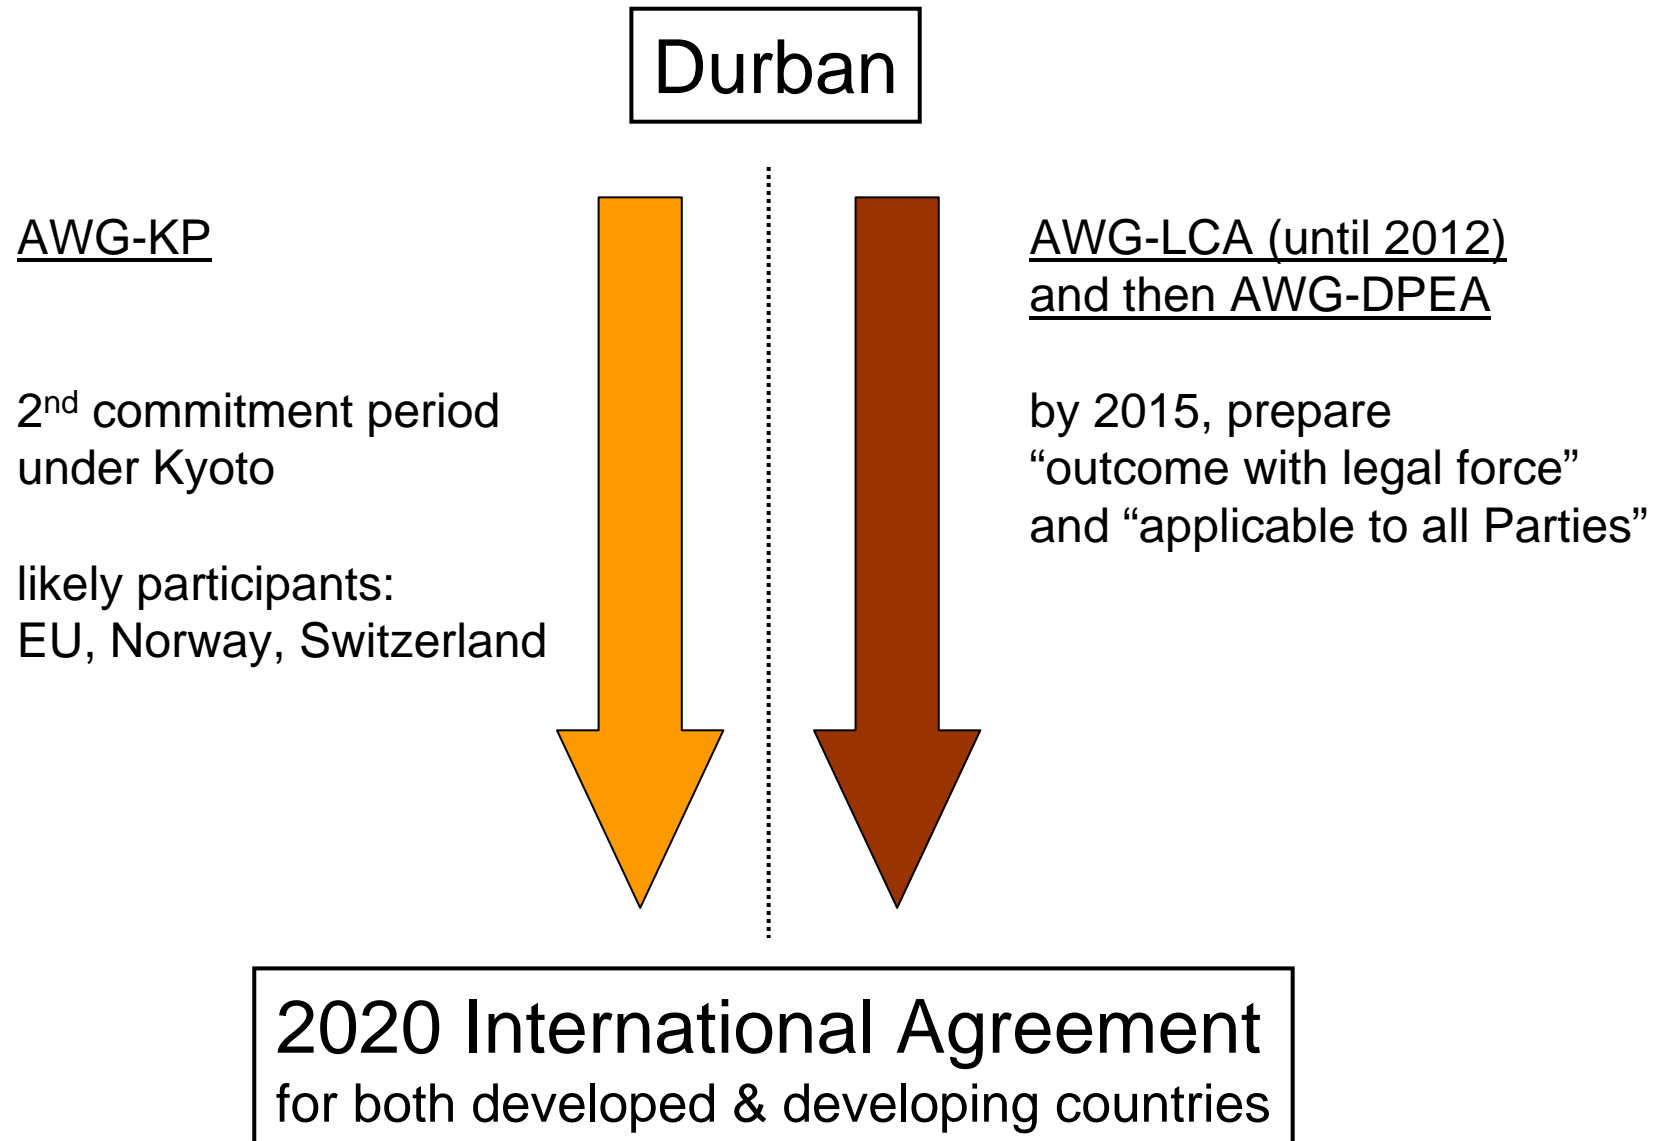 Durban
AWG-KP
2nd commitment period
under Kyoto
likely participants:
EU, Norway, Switzerland
AWG-LCA (until 2012)
and then AWG-DPEA
by 2015, prepare
“outcome with legal force”
and “applicable to all Parties”
2020 International Agreement
for both developed & developing countries